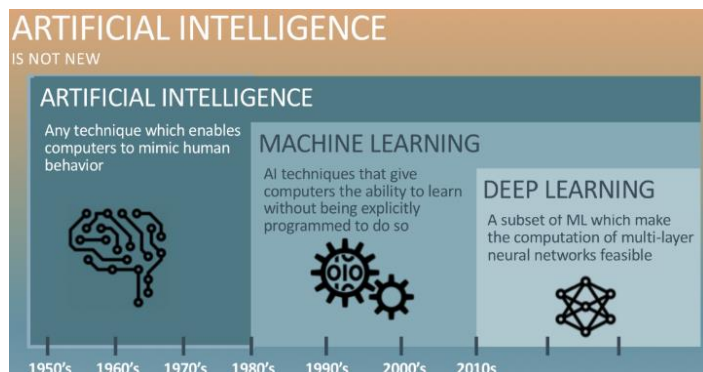 ARTIFICIAL INTELLIGENCE
IS NOT NEW
ARTIFICIAL INTELLIGENCE
Any technique which enables
computers to mimic human
behavior
MACHINE LEARNING
AI techniques that give
computers the ability to learn
without being explicitly
programmed to do so
OIO
DEEP LEARNING
A subset of ML which make
the computation of multi-layer
neural networks feasible
1950's 1960's 1970's 1980's 1990's 2000's 2010s